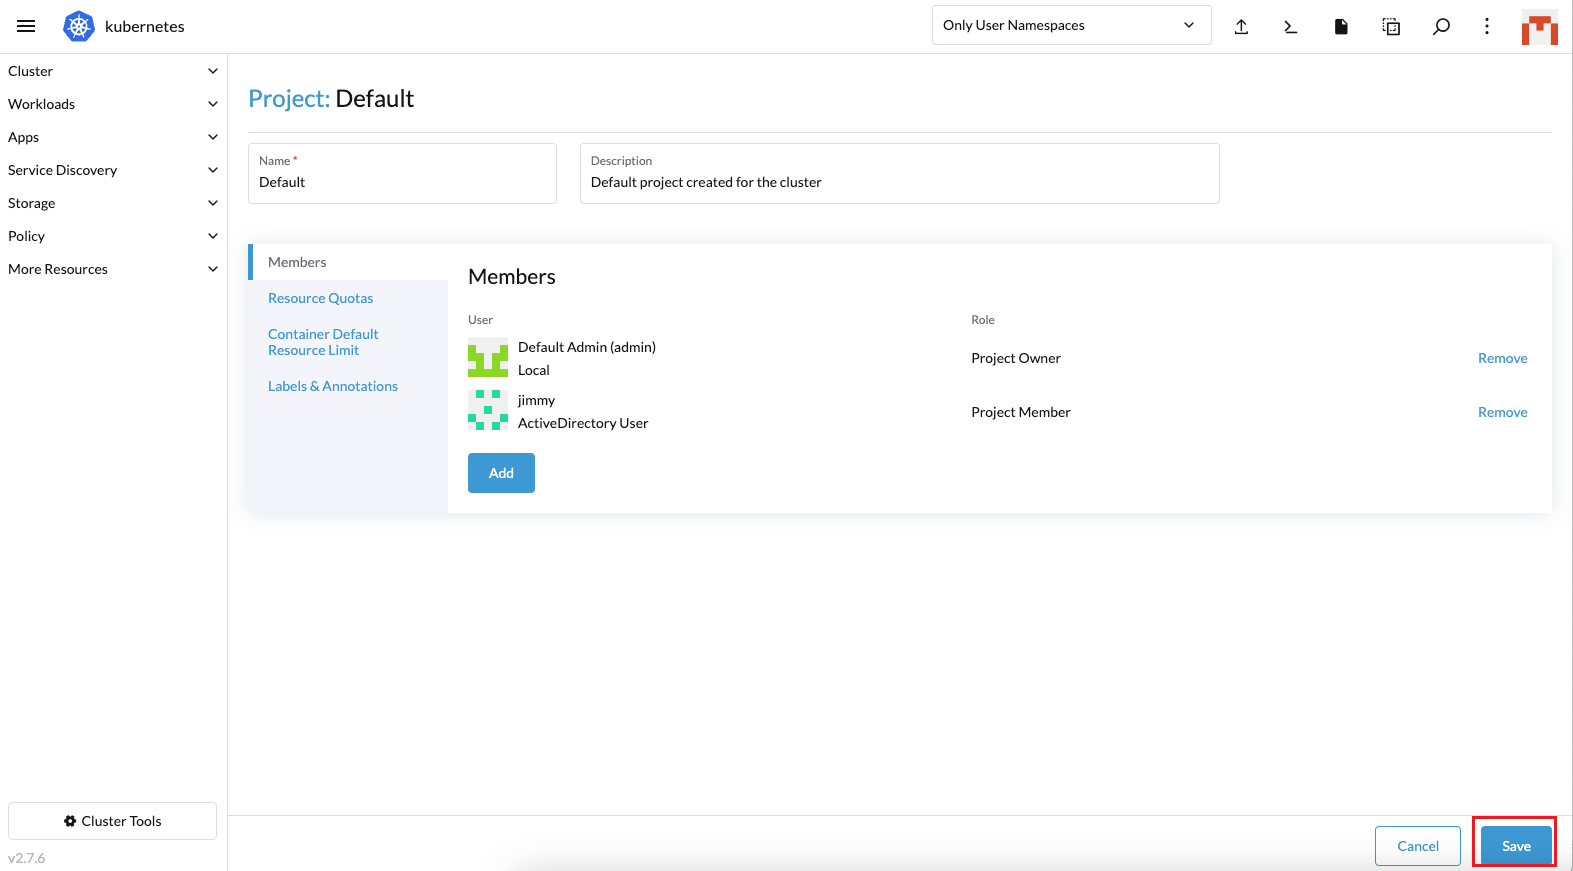 kubernetes
Only User Namespaces
Cluster
Workloads
Apps
Service Discovery
Storage
Policy
More Resources
Cluster Tools
v2.7.6
Project: Default
Name *
Default
Description
Default project created for the cluster
Members
Resource Quotas
Container Default
Resource Limit
Labels & Annotations
Members
User
Role
Default Admin (admin)
Local
Project Owner
Remove
jimmy
ActiveDirectory User
Project Member
Remove
Add
Cancel
Save